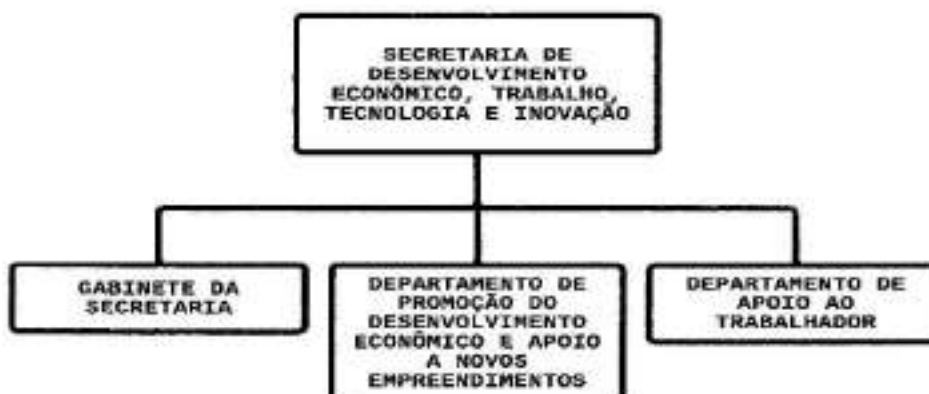 SECRETARIA DE
DESENVOLVIMENTO
ECONÔMICO, TRABALHO,
TECNOLOGIA E INOVAÇÃO
GABINETE DA
SECRETARIA
DEPARTAMENTO DE
PROMOÇÃO DO
DESENVOLVIMENTO
ECONÔMICO E APOIO
A NOVOS
EMPREENDIMENTOS
DEPARTAMENTO DE
APOIO AO
TRABALHADOR